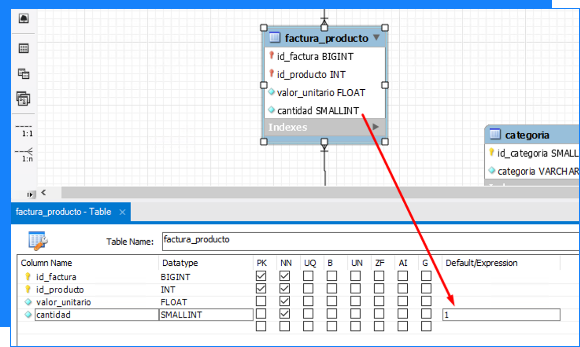 factura_producto
id_factura BIGINT
id_producto INT
valor_unitario FLOAT
cantidad SMALLINT
Indexes
1:1
1:n
categoria
id_categoria SMALL
categoria VARCHAR
factura_producto - Table ×
Table Name: factura_producto
Column Name Datatype PK NN UQ B UN ZF AI G Default/Expression
id_factura BIGINT
id_producto INT
valor_unitario FLOAT
cantidad SMALLINT 1